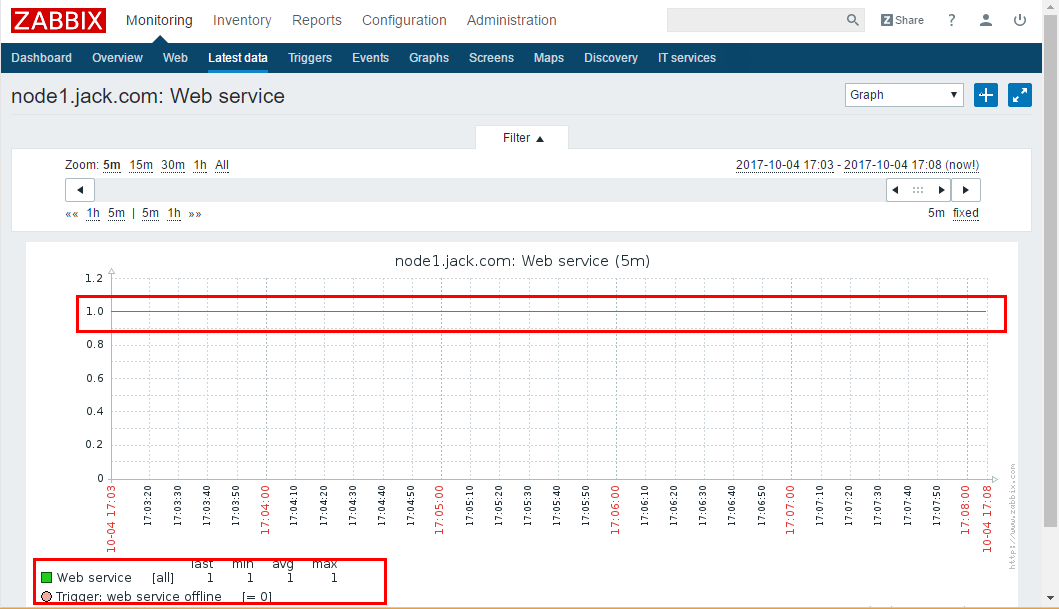 ZABBIX Monitoring Inventory Reports Configuration Administration Z Share ?
Dashboard Overview Web Latest data Triggers Events Graphs Screens Maps Discovery IT services
node1.jack.com: Web service Graph
Filter ▲
Zoom: 5m 15m 30m 1h All 2017-10-04 17:03 - 2017-10-04 17:08 (now!)
«« 1h 5m | 5m 1h »» 5m fixed
node1.jack.com: Web service (5m)
1.2
1.0
0.8
0.6
0.4
0.2
0
10-04 17:03 17:03:20 17:03:30 17:03:40 17:03:50 17:04:00 17:04:10 17:04:20 17:04:30 17:04:40 17:04:50 17:05:00 17:05:10 17:05:20 17:05:30 17:05:40 17:05:50 17:06:00 17:06:10 17:06:20 17:06:30 17:06:40 17:06:50 17:07:00 17:07:10 17:07:20 17:07:30 17:07:40 17:07:50 17:08:00 10-04 17:08
http://www.zabbix.com
last min avg max
Web service [all] 1 1 1 1
Trigger: web service offline [= 0]